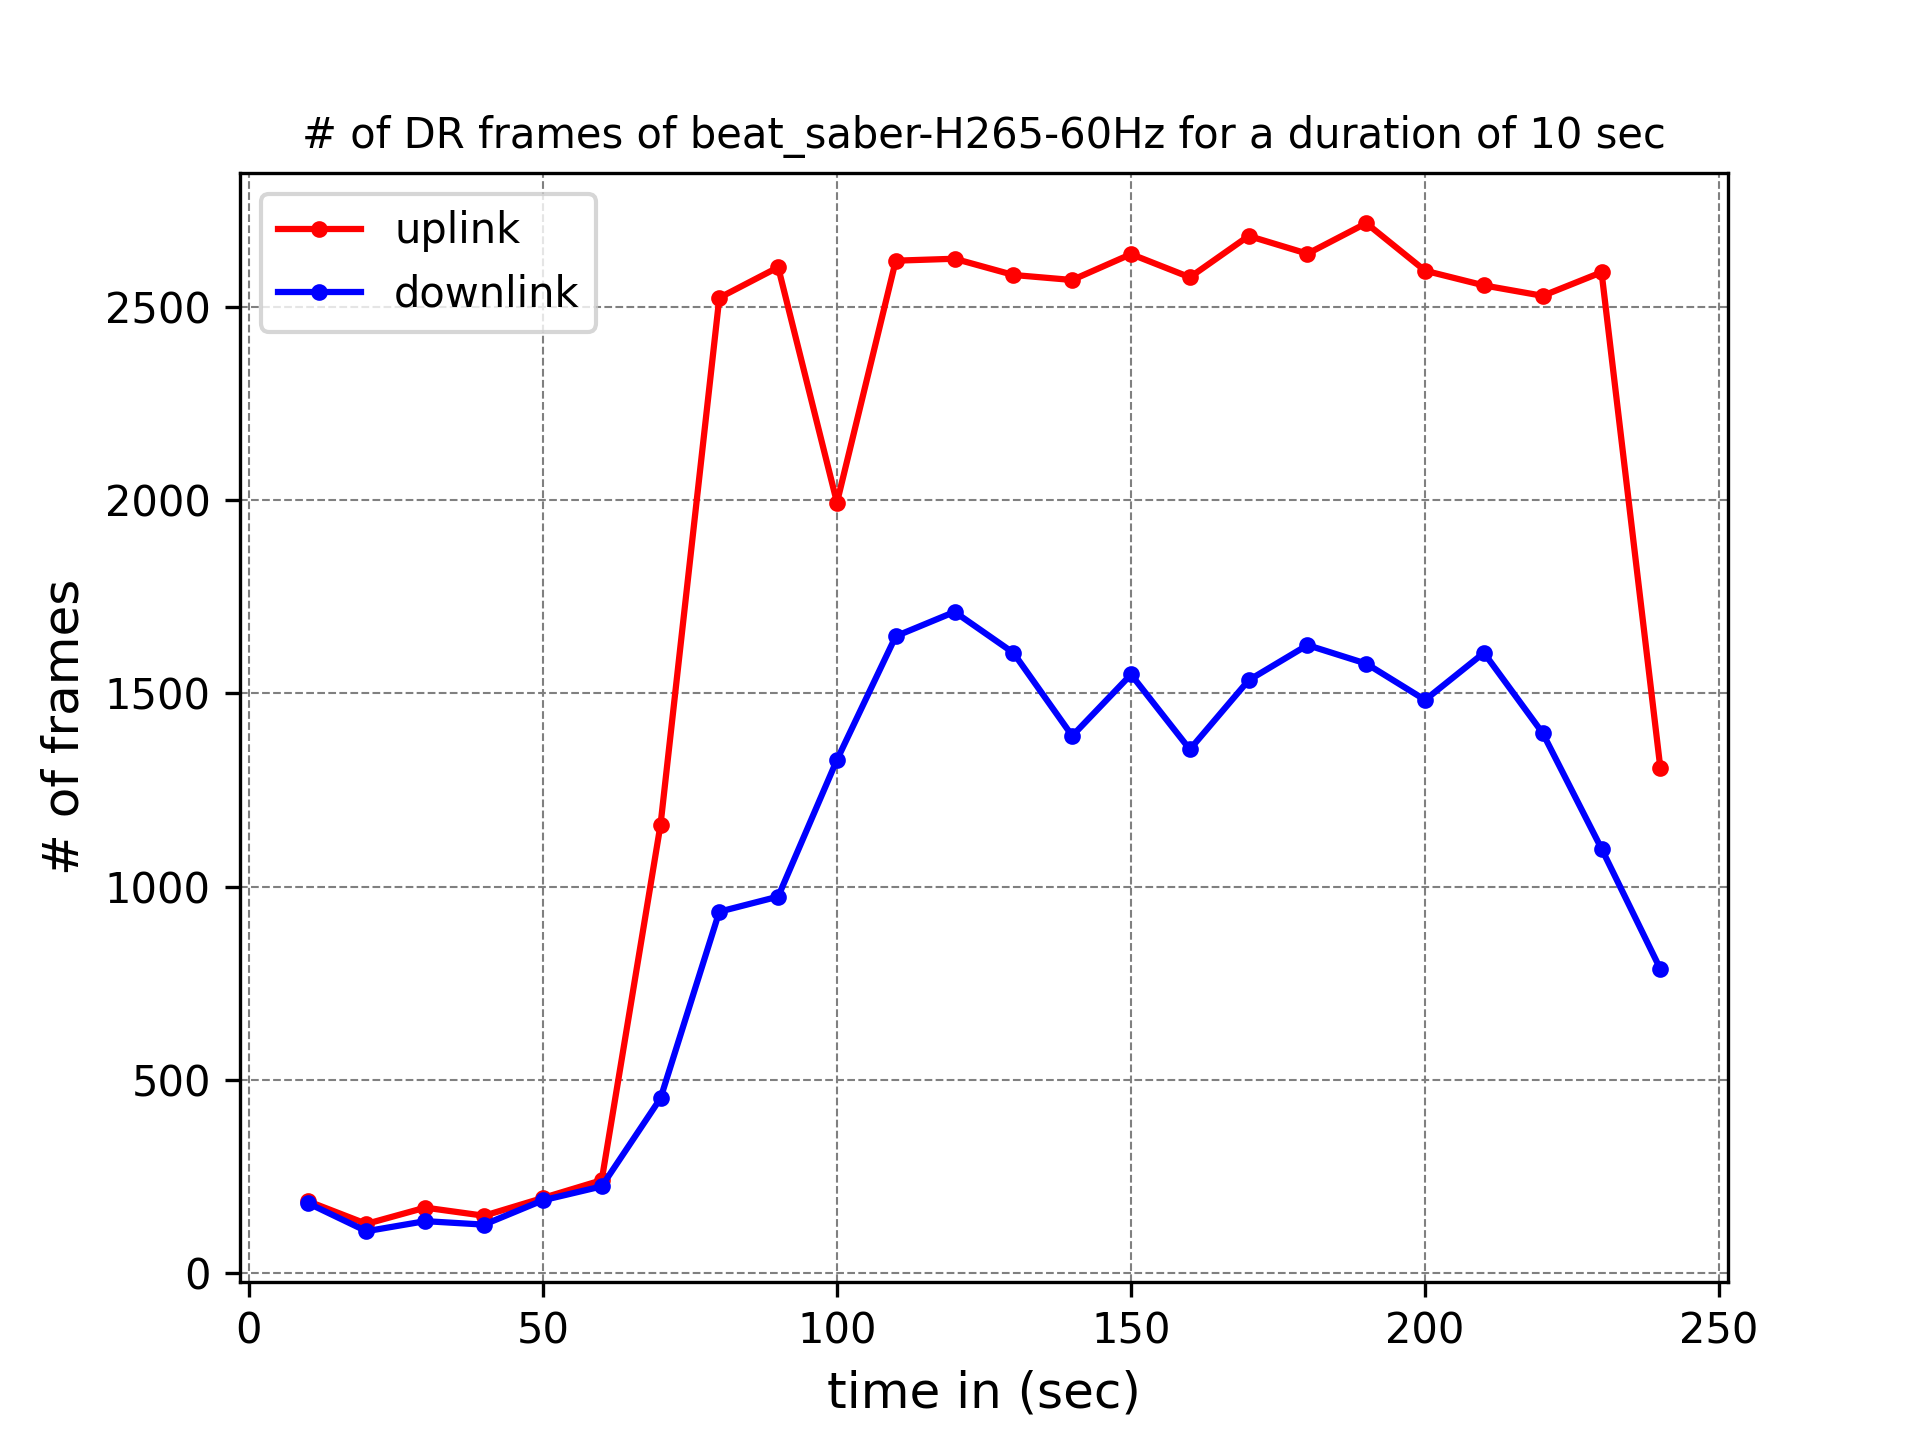 # of DR frames of beat_saber-H265-60Hz for a duration of 10 sec
uplink
downlink
2500
2000
1500
1000
500
0
# of frames
0 50 100 150 200 250
time in (sec)